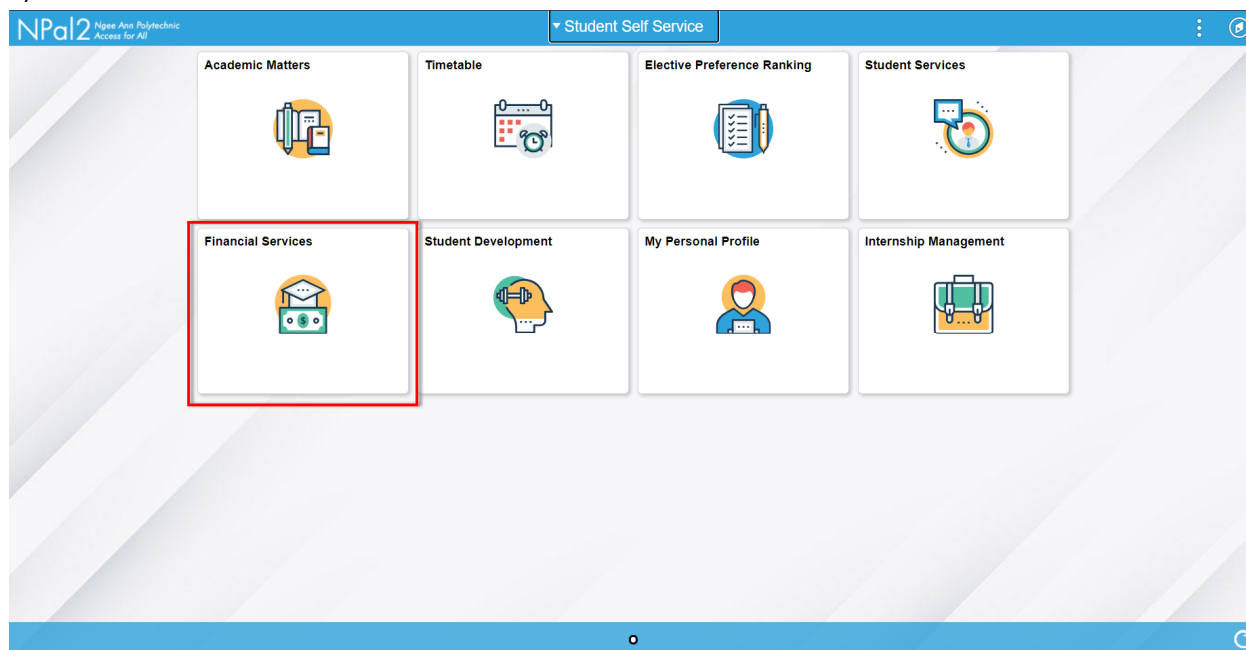 NPal2 Ngee Ann Polytechnic
Access for All
Student Self Service
Academic Matters
Timetable
Elective Preference Ranking
Student Services
Financial Services
Student Development
My Personal Profile
Internship Management